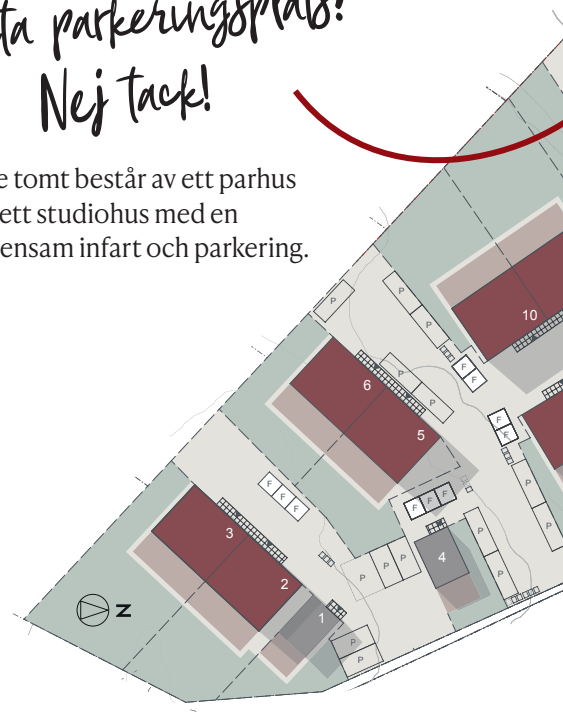 ta parkeringsplats?
Nej tack!
e tomt består av ett parhus
ett studiohus med en
ensam infart och parkering.
P
P
P
10
F
F
6
P
P
5
F
F
P
P
F
F
F
F
F
F
P
P
3
4
P
P
P
P
2
1
P
P
N